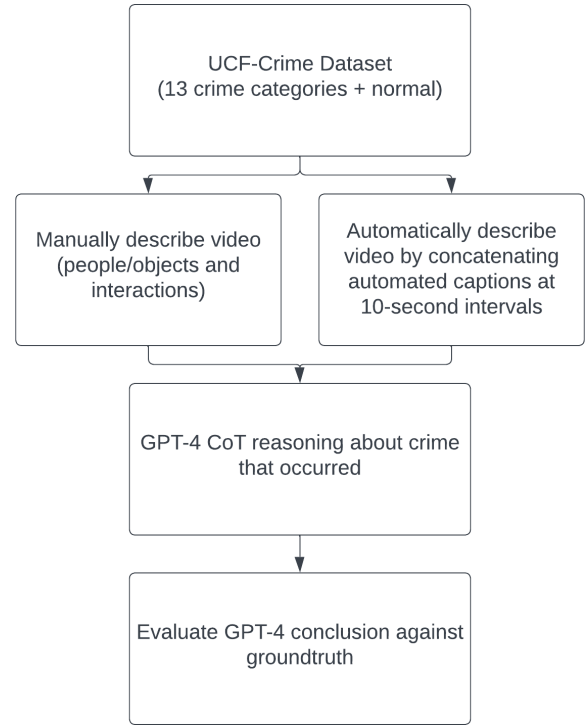 UCF-Crime Dataset
(13 crime categories + normal)
Manually describe video
(people/objects and
interactions)
Automatically describe
video by concatenating
automated captions at
10-second intervals
GPT-4 CoT reasoning about crime
that occurred
Evaluate GPT-4 conclusion against
groundtruth